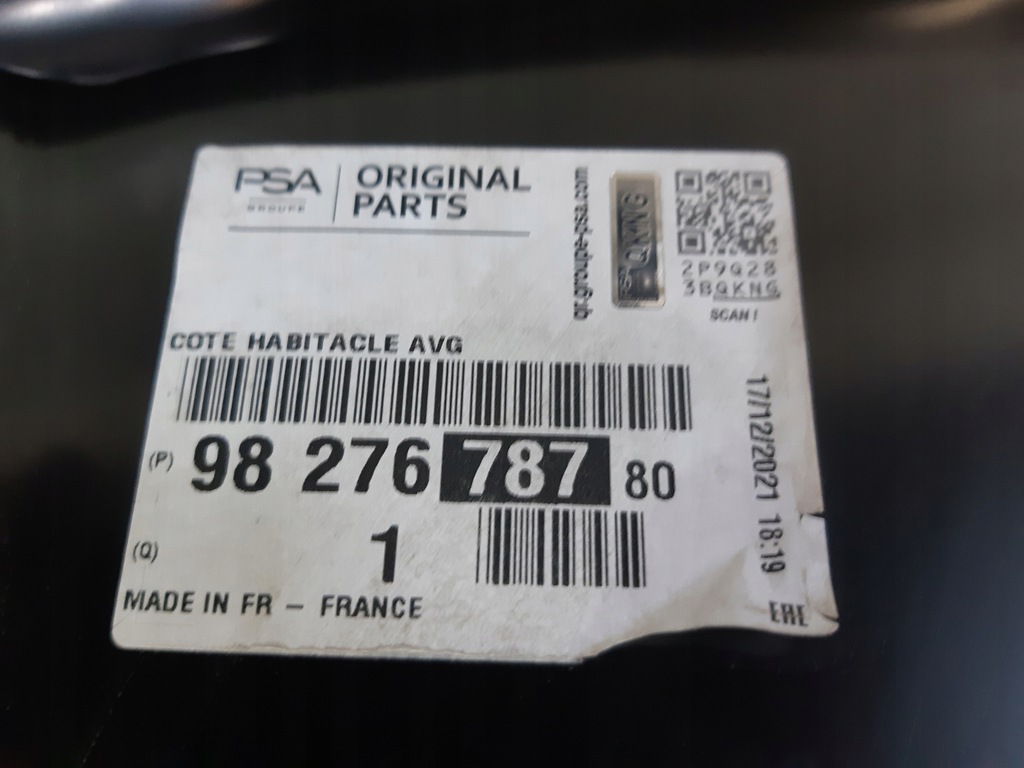 PSA
GROUPE
ORIGINAL
PARTS
qr.groupe-psa.com
QKNG
2P9Q28
3BQKNG
SCAN!
COTE HABITACLE AVG
(P) 98 276 787 80
(Q) 1
MADE IN FR – FRANCE
17/12/2021 18:19